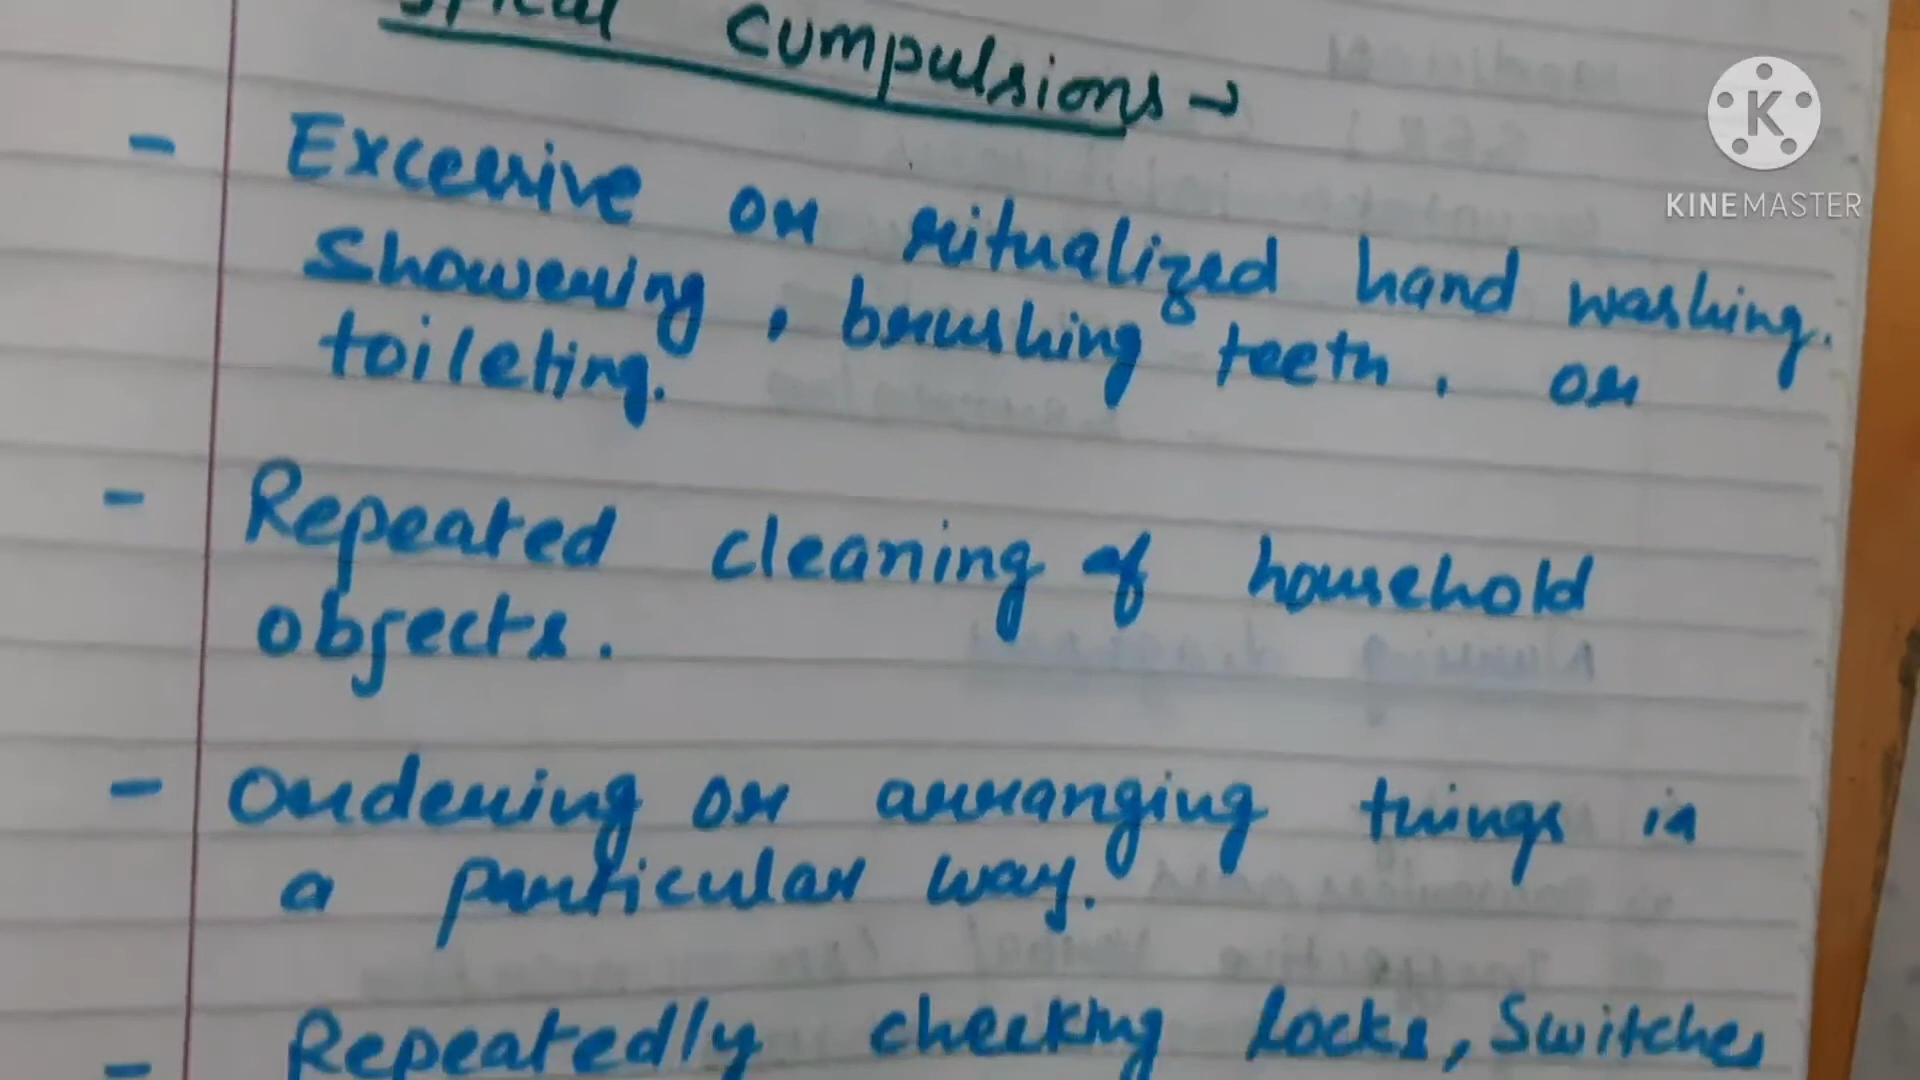 Cumpulsions →
- Excessive or ritualized hand washing.
Showering, brushing teeth, or
toileting.
- Repeated cleaning of household
objects.
- Ordering or arranging things in
a particular way.
- Repeatedly checking locks, Switches
K
KINEMASTER